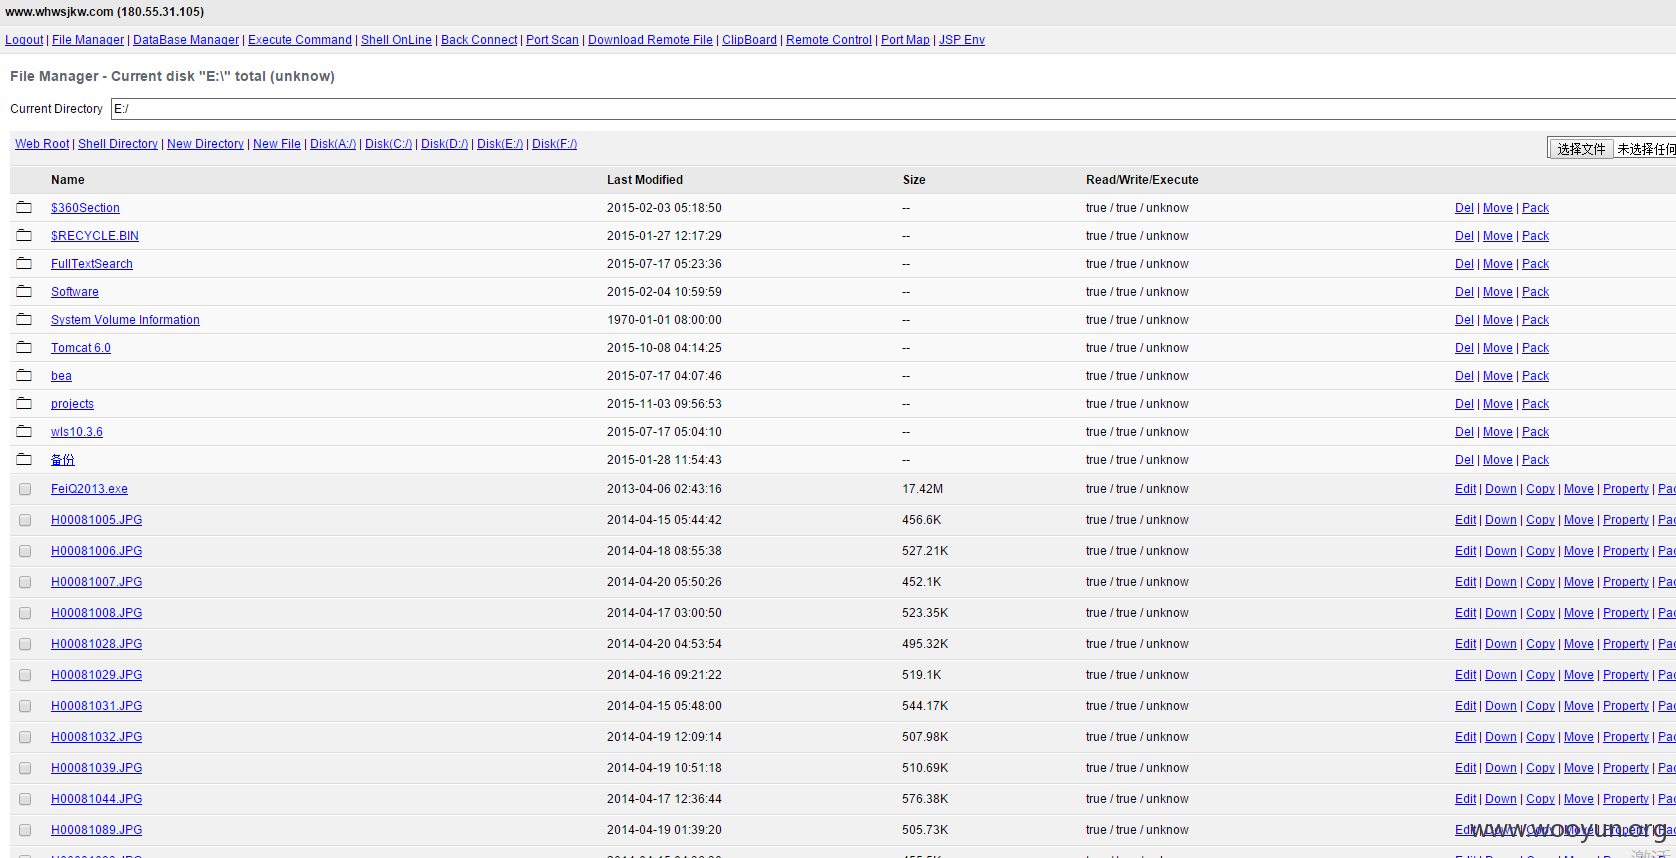 www.whwsjkw.com (180.55.31.105)
Logout | File Manager | DataBase Manager | Execute Command | Shell OnLine | Back Connect | Port Scan | Download Remote File | ClipBoard | Remote Control | Port Map | JSP Env
File Manager - Current disk "E:\" total (unknow)
Current Directory E:/
Web Root | Shell Directory | New Directory | New File | Disk(A:/) | Disk(C:/) | Disk(D:/) | Disk(E:/) | Disk(F:/) 选择文件 未选择任何
Name Last Modified Size Read/Write/Execute
$360Section 2015-02-03 05:18:50 -- true / true / unknow Del | Move | Pack
$RECYCLE.BIN 2015-01-27 12:17:29 -- true / true / unknow Del | Move | Pack
FullTextSearch 2015-07-17 05:23:36 -- true / true / unknow Del | Move | Pack
Software 2015-02-04 10:59:59 -- true / true / unknow Del | Move | Pack
System Volume Information 1970-01-01 08:00:00 -- true / true / unknow Del | Move | Pack
Tomcat 6.0 2015-10-08 04:14:25 -- true / true / unknow Del | Move | Pack
bea 2015-07-17 04:07:46 -- true / true / unknow Del | Move | Pack
projects 2015-11-03 09:56:53 -- true / true / unknow Del | Move | Pack
wls10.3.6 2015-07-17 05:04:10 -- true / true / unknow Del | Move | Pack
备份 2015-01-28 11:54:43 -- true / true / unknow Del | Move | Pack
FeiQ2013.exe 2013-04-06 02:43:16 17.42M true / true / unknow Edit | Down | Copy | Move | Property | Pac
H00081005.JPG 2014-04-15 05:44:42 456.6K true / true / unknow Edit | Down | Copy | Move | Property | Pac
H00081006.JPG 2014-04-18 08:55:38 527.21K true / true / unknow Edit | Down | Copy | Move | Property | Pac
H00081007.JPG 2014-04-20 05:50:26 452.1K true / true / unknow Edit | Down | Copy | Move | Property | Pac
H00081008.JPG 2014-04-17 03:00:50 523.35K true / true / unknow Edit | Down | Copy | Move | Property | Pac
H00081028.JPG 2014-04-20 04:53:54 495.32K true / true / unknow Edit | Down | Copy | Move | Property | Pac
H00081029.JPG 2014-04-16 09:21:22 519.1K true / true / unknow Edit | Down | Copy | Move | Property | Pac
H00081031.JPG 2014-04-15 05:48:00 544.17K true / true / unknow Edit | Down | Copy | Move | Property | Pac
H00081032.JPG 2014-04-19 12:09:14 507.98K true / true / unknow Edit | Down | Copy | Move | Property | Pac
H00081039.JPG 2014-04-19 10:51:18 510.69K true / true / unknow Edit | Down | Copy | Move | Property | Pac
H00081044.JPG 2014-04-17 12:36:44 576.38K true / true / unknow Edit | Down | Copy | Move | Property | Pac
H00081089.JPG 2014-04-19 01:39:20 505.73K true / true / unknow Edit | Down | Copy | Move | Property | Pac
www.wooyun.org
激活